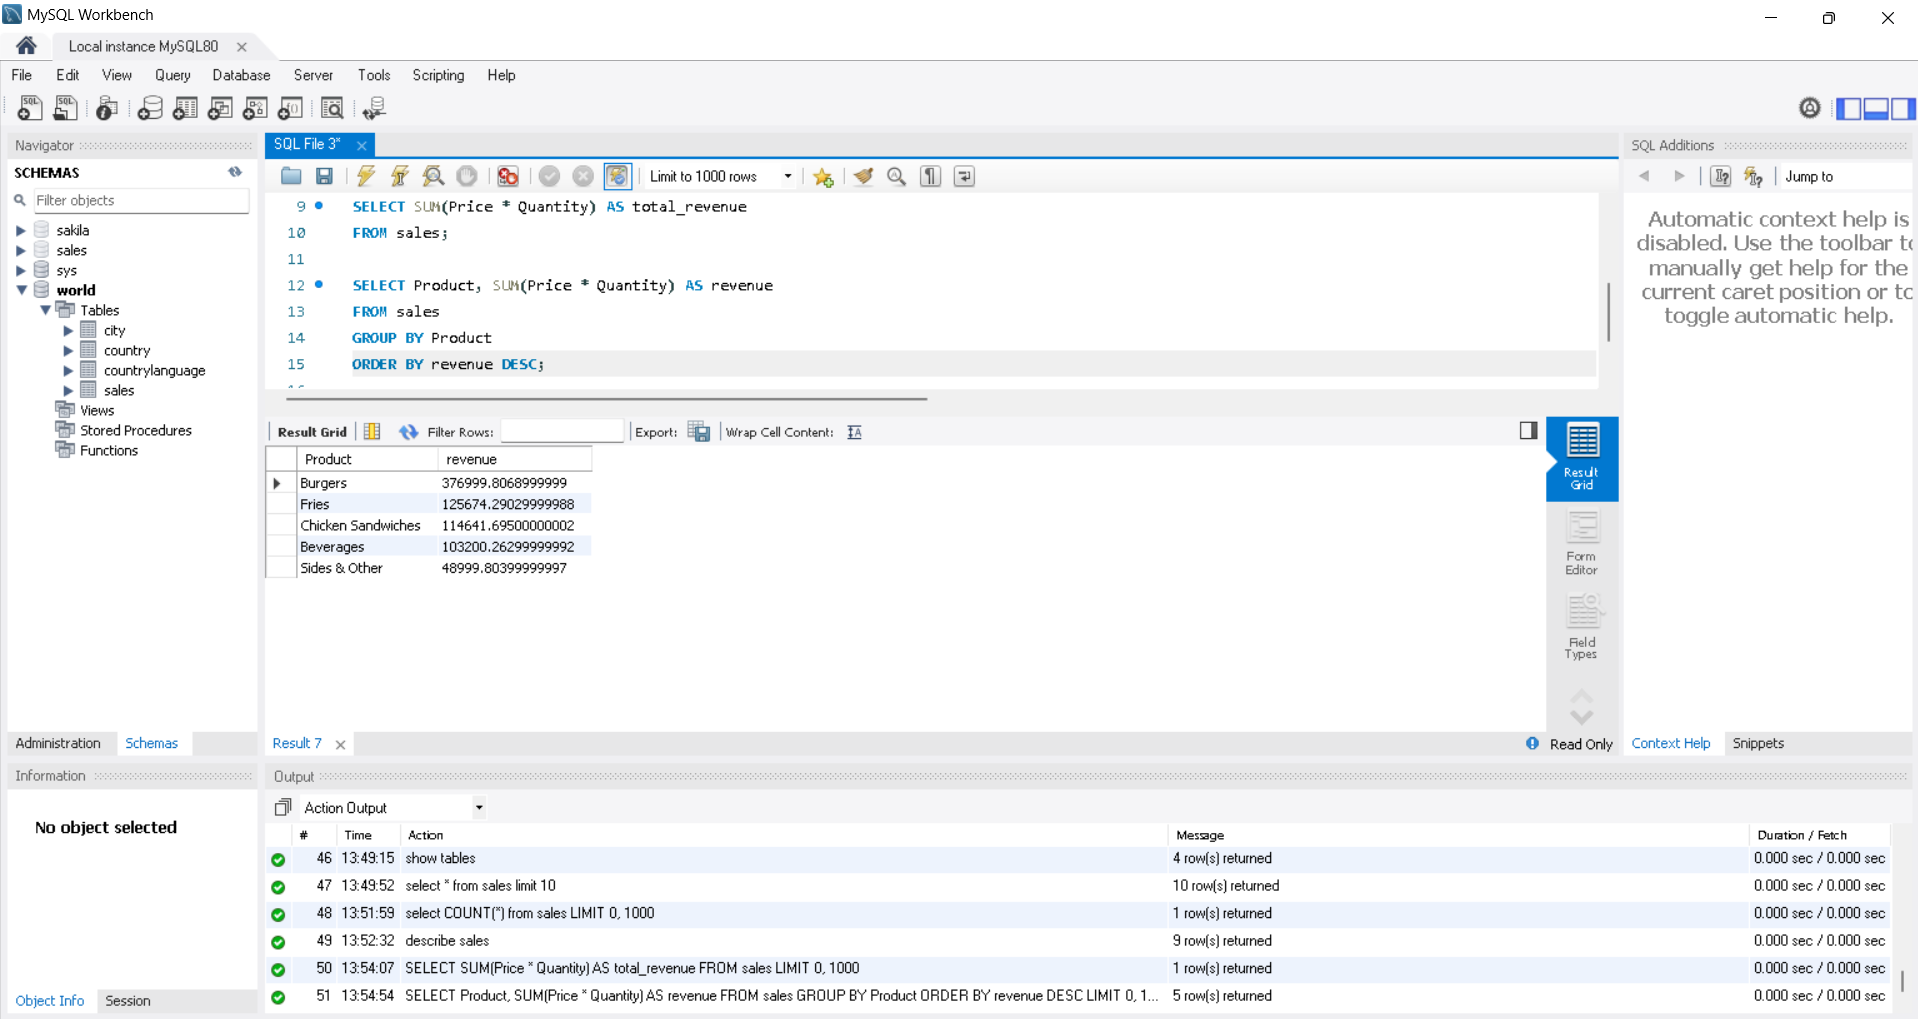 MySQL Workbench
Local instance MySQL80
File Edit View Query Database Server Tools Scripting Help
Navigator
SCHEMAS
Filter objects
sakila
sales
sys
world
Tables
city
country
countrylanguage
sales
Views
Stored Procedures
Functions
Administration Schemas
Information
No object selected
Object Info Session
SQL File 3*
Limit to 1000 rows
9 SELECT SUM(Price * Quantity) AS total_revenue
10 FROM sales;
11
12 SELECT Product, SUM(Price * Quantity) AS revenue
13 FROM sales
14 GROUP BY Product
15 ORDER BY revenue DESC;
Result Grid Filter Rows: Export: Wrap Cell Content:
Product revenue
Burgers 376999.8068999999
Fries 125674.29029999988
Chicken Sandwiches 114641.69500000002
Beverages 103200.26299999992
Sides & Other 48999.80399999997
Result Grid
Form Editor
Field Types
Result 7
Read Only
SQL Additions
Jump to
Automatic context help is
disabled. Use the toolbar to
manually get help for the
current caret position or to
toggle automatic help.
Context Help Snippets
Output
Action Output
# Time Action Message Duration / Fetch
46 13:49:15 show tables 4 row(s) returned 0.000 sec / 0.000 sec
47 13:49:52 select * from sales limit 10 10 row(s) returned 0.000 sec / 0.000 sec
48 13:51:59 select COUNT(*) from sales LIMIT 0, 1000 1 row(s) returned 0.000 sec / 0.000 sec
49 13:52:32 describe sales 9 row(s) returned 0.000 sec / 0.000 sec
50 13:54:07 SELECT SUM(Price * Quantity) AS total_revenue FROM sales LIMIT 0, 1000 1 row(s) returned 0.000 sec / 0.000 sec
51 13:54:54 SELECT Product, SUM(Price * Quantity) AS revenue FROM sales GROUP BY Product ORDER BY revenue DESC LIMIT 0, 1... 5 row(s) returned 0.000 sec / 0.000 sec